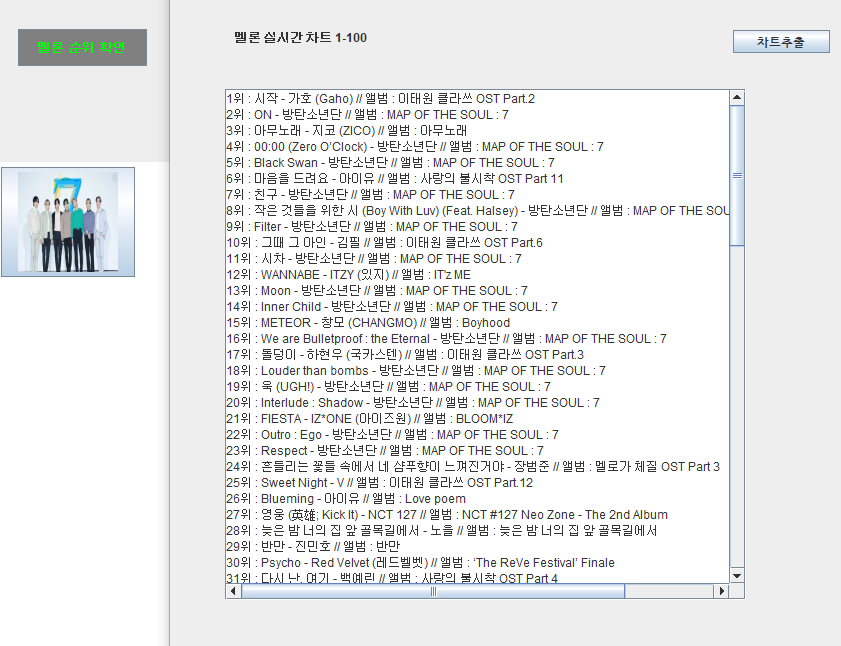 멜론 순위 확인
멜론 실시간 차트 1-100
차트추출
1위 : 시작 - 가호 (Gaho) // 앨범 : 이태원 클라쓰 OST Part.2
2위 : ON - 방탄소년단 // 앨범 : MAP OF THE SOUL : 7
3위 : 아무노래 - 지코 (ZICO) // 앨범 : 아무노래
4위 : 00:00 (Zero O’Clock) - 방탄소년단 // 앨범 : MAP OF THE SOUL : 7
5위 : Black Swan - 방탄소년단 // 앨범 : MAP OF THE SOUL : 7
6위 : 마음을 드려요 - 아이유 // 앨범 : 사랑의 불시착 OST Part 11
7위 : 친구 - 방탄소년단 // 앨범 : MAP OF THE SOUL : 7
8위 : 작은 것들을 위한 시 (Boy With Luv) (Feat. Halsey) - 방탄소년단 // 앨범 : MAP OF THE SOU
9위 : Filter - 방탄소년단 // 앨범 : MAP OF THE SOUL : 7
10위 : 그때 그 아인 - 김필 // 앨범 : 이태원 클라쓰 OST Part.6
11위 : 시차 - 방탄소년단 // 앨범 : MAP OF THE SOUL : 7
12위 : WANNABE - ITZY (있지) // 앨범 : IT'z ME
13위 : Moon - 방탄소년단 // 앨범 : MAP OF THE SOUL : 7
14위 : Inner Child - 방탄소년단 // 앨범 : MAP OF THE SOUL : 7
15위 : METEOR - 창모 (CHANGMO) // 앨범 : Boyhood
16위 : We are Bulletproof : the Eternal - 방탄소년단 // 앨범 : MAP OF THE SOUL : 7
17위 : 돌덩이 - 하현우 (국카스텐) // 앨범 : 이태원 클라쓰 OST Part.3
18위 : Louder than bombs - 방탄소년단 // 앨범 : MAP OF THE SOUL : 7
19위 : 욱 (UGH!) - 방탄소년단 // 앨범 : MAP OF THE SOUL : 7
20위 : Interlude : Shadow - 방탄소년단 // 앨범 : MAP OF THE SOUL : 7
21위 : FIESTA - IZ*ONE (아이즈원) // 앨범 : BLOOM*IZ
22위 : Outro : Ego - 방탄소년단 // 앨범 : MAP OF THE SOUL : 7
23위 : Respect - 방탄소년단 // 앨범 : MAP OF THE SOUL : 7
24위 : 흔들리는 꽃들 속에서 네 샴푸향이 느껴진거야 - 장범준 // 앨범 : 멜로가 체질 OST Part 3
25위 : Sweet Night - V // 앨범 : 이태원 클라쓰 OST Part.12
26위 : Blueming - 아이유 // 앨범 : Love poem
27위 : 영웅 (英雄; Kick It) - NCT 127 // 앨범 : NCT #127 Neo Zone - The 2nd Album
28위 : 늦은 밤 너의 집 앞 골목길에서 - 노을 // 앨범 : 늦은 밤 너의 집 앞 골목길에서
29위 : 반만 - 진민호 // 앨범 : 반만
30위 : Psycho - Red Velvet (레드벨벳) // 앨범 : ‘The ReVe Festival’ Finale
31위 : 다시 난, 여기 - 백예린 // 앨범 : 사랑의 불시착 OST Part 4